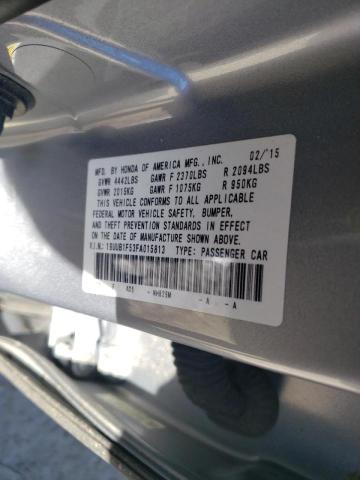 MFD. BY HONDA OF AMERICA MFG., INC. 02/'15
GVWR 4442LBS GAWR F 2370LBS R 2094LBS
GVWR 2015KG GAWR F 1075KG R 950KG
THIS VEHICLE CONFORMS TO ALL APPLICABLE
FEDERAL MOTOR VEHICLE SAFETY, BUMPER,
AND THEFT PREVENTION STANDARDS IN EFFECT
ON THE DATE OF MANUFACTURE SHOWN ABOVE.
V.I.N.: 19UUB1F53FA015813 TYPE: PASSENGER CAR
NH829M - A - A